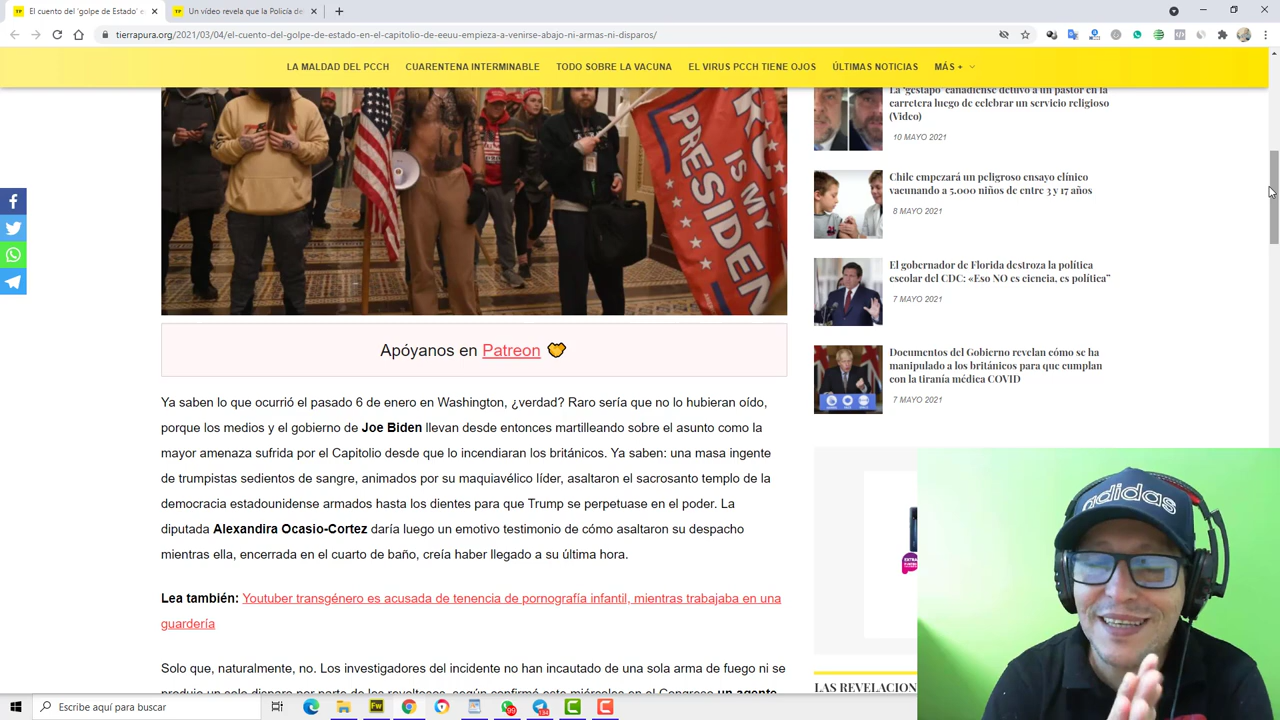 El cuento del 'golpe de Estado' e
Un vídeo revela que la Policía de
tierrapura.org/2021/03/04/el-cuento-del-golpe-de-estado-en-el-capitolio-de-eeuu-empieza-a-venirse-abajo-ni-armas-ni-disparos/
LA MALDAD DEL PCCH
CUARENTENA INTERMINABLE
TODO SOBRE LA VACUNA
EL VIRUS PCCH TIENE OJOS
ÚLTIMAS NOTICIAS
MÁS +
IS MY
PRESIDENT
Apóyanos en Patreon
Ya saben lo que ocurrió el pasado 6 de enero en Washington, ¿verdad? Raro sería que no lo hubieran oído,
porque los medios y el gobierno de Joe Biden llevan desde entonces martilleando sobre el asunto como la
mayor amenaza sufrida por el Capitolio desde que lo incendiaran los británicos. Ya saben: una masa ingente
de trumpistas sedientos de sangre, animados por su maquiavélico líder, asaltaron el sacrosanto templo de la
democracia estadounidense armados hasta los dientes para que Trump se perpetuase en el poder. La
diputada Alexandira Ocasio-Cortez daría luego un emotivo testimonio de cómo asaltaron su despacho
mientras ella, encerrada en el cuarto de baño, creía haber llegado a su última hora.
Lea también: Youtuber transgénero es acusada de tenencia de pornografía infantil, mientras trabajaba en una
guardería
Solo que, naturalmente, no. Los investigadores del incidente no han incautado de una sola arma de fuego ni se
produjo un solo disparo por parte de los revoltosos, según confirmó este miércoles en el Congreso un agente
La 'gestapo' canadiense detuvo a un pastor en la
carretera luego de celebrar un servicio religioso
(Video)
10 MAYO 2021
Chile empezará un peligroso ensayo clínico
vacunando a 5.000 niños de entre 3 y 17 años
8 MAYO 2021
El gobernador de Florida destroza la política
escolar del CDC: «Eso NO es ciencia, es política”
7 MAYO 2021
Documentos del Gobierno revelan cómo se ha
manipulado a los británicos para que cumplan
con la tiranía médica COVID
7 MAYO 2021
EXTRA
LAS REVELACION
adidas
Escribe aquí para buscar
Fw
99